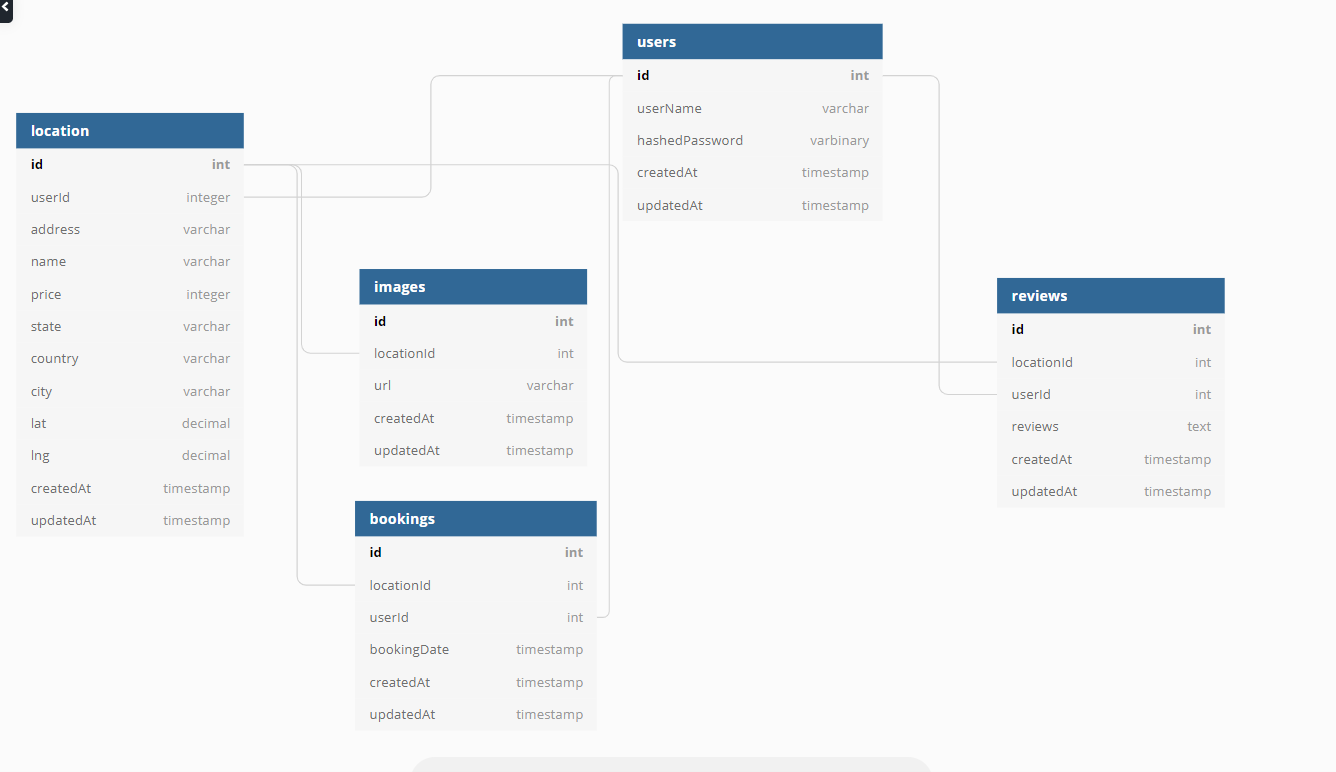 users
id int
userName varchar
hashedPassword varbinary
createdAt timestamp
updatedAt timestamp
location
id int
userId integer
address varchar
name varchar
price integer
state varchar
country varchar
city varchar
lat decimal
lng decimal
createdAt timestamp
updatedAt timestamp
images
id int
locationId int
url varchar
createdAt timestamp
updatedAt timestamp
reviews
id int
locationId int
userId int
reviews text
createdAt timestamp
updatedAt timestamp
bookings
id int
locationId int
userId int
bookingDate timestamp
createdAt timestamp
updatedAt timestamp